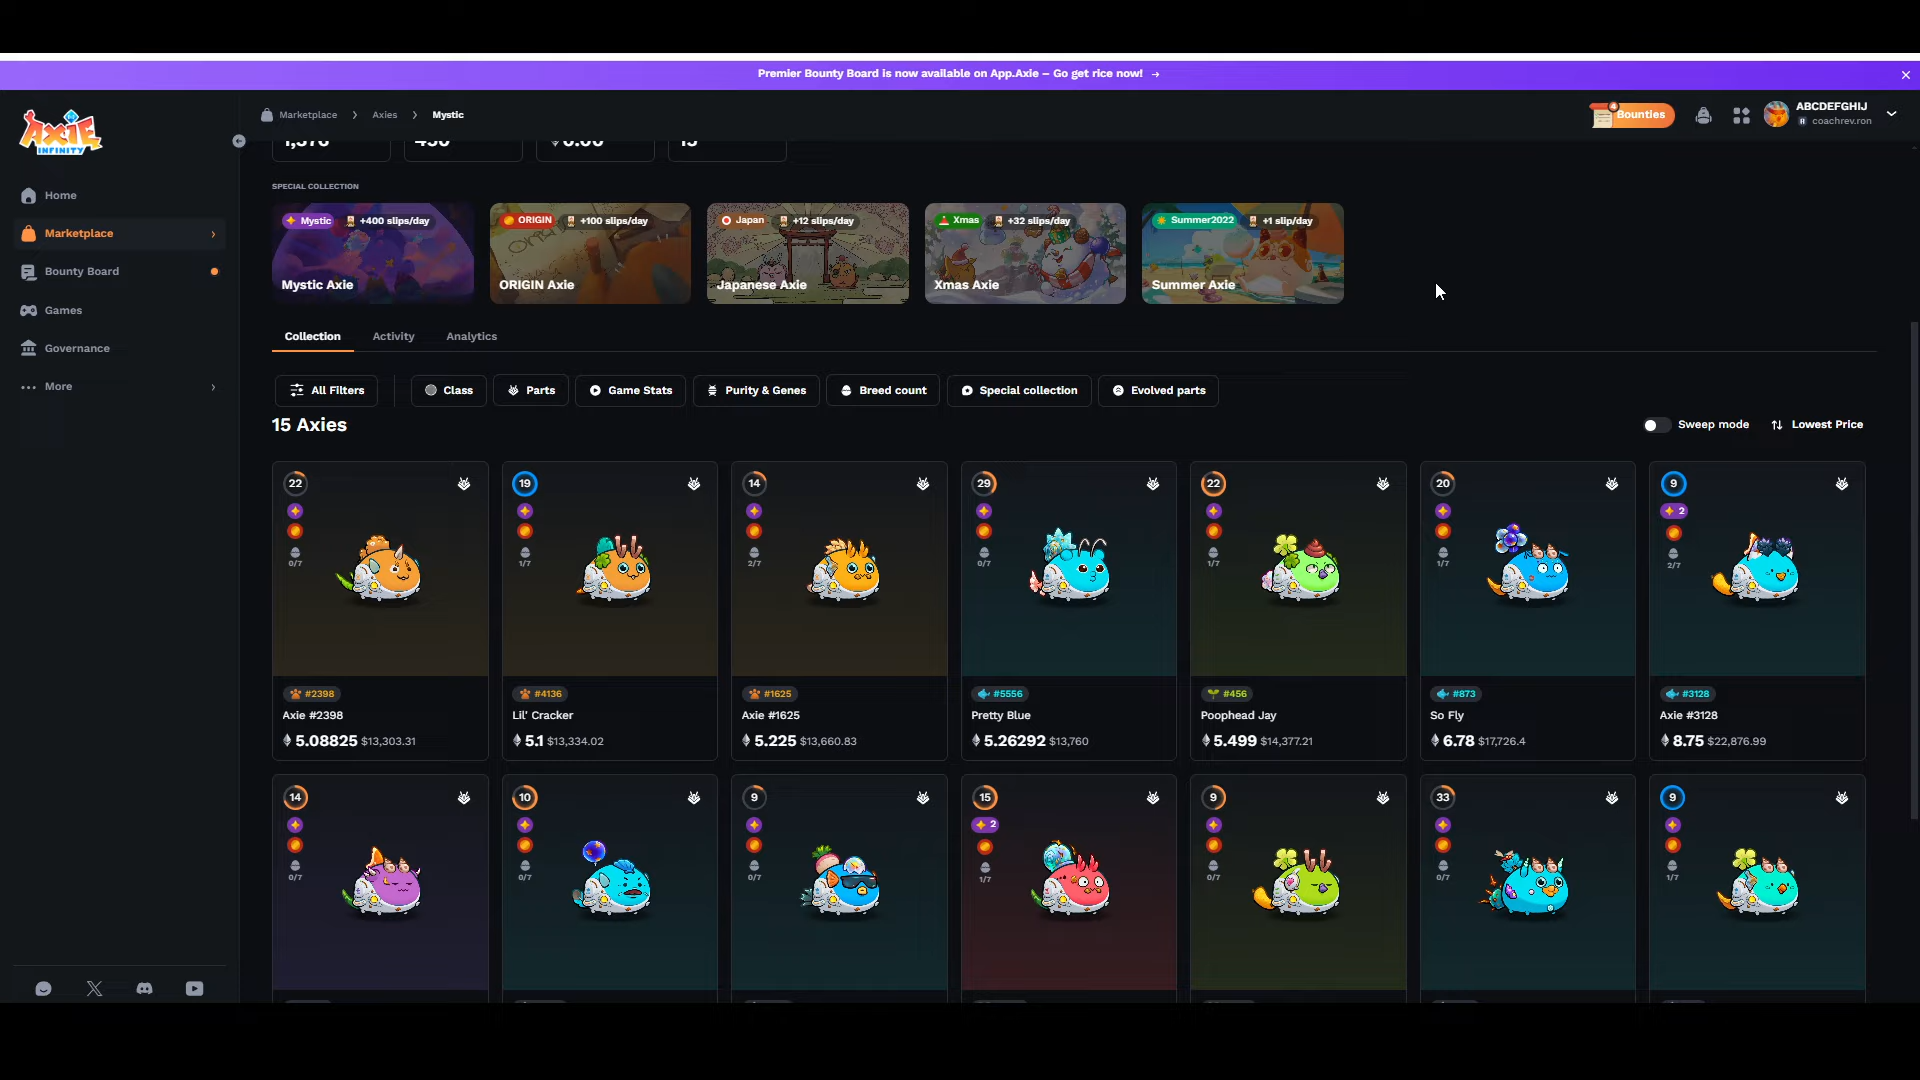 Premier Bounty Board is now available on App.Axie – Go get rice now! →
AXIE
INFINITY
Marketplace > Axies > Mystic
4
Bounties
ABCDEFGHIJ
coachrev.ron
Home
Marketplace
Bounty Board
Games
Governance
More
SPECIAL COLLECTION
Mystic +400 slips/day
Mystic Axie
ORIGIN +100 slips/day
ORIGIN Axie
Japan +12 slips/day
Japanese Axie
Xmas +32 slips/day
Xmas Axie
Summer2022 +1 slip/day
Summer Axie
Collection Activity Analytics
All Filters Class Parts Game Stats Purity & Genes Breed count Special collection Evolved parts
15 Axies
Sweep mode Lowest Price
22
0/7
#2398
Axie #2398
5.08825 $13,303.31
19
1/7
#4136
Lil' Cracker
5.1 $13,334.02
14
2/7
#1625
Axie #1625
5.225 $13,660.83
29
0/7
#5556
Pretty Blue
5.26292 $13,760
22
1/7
#456
Poophead Jay
5.499 $14,377.21
20
1/7
#873
So Fly
6.78 $17,726.4
9
2
2/7
#3128
Axie #3128
8.75 $22,876.99
14
0/7
10
0/7
9
0/7
15
2
1/7
9
0/7
33
0/7
9
1/7